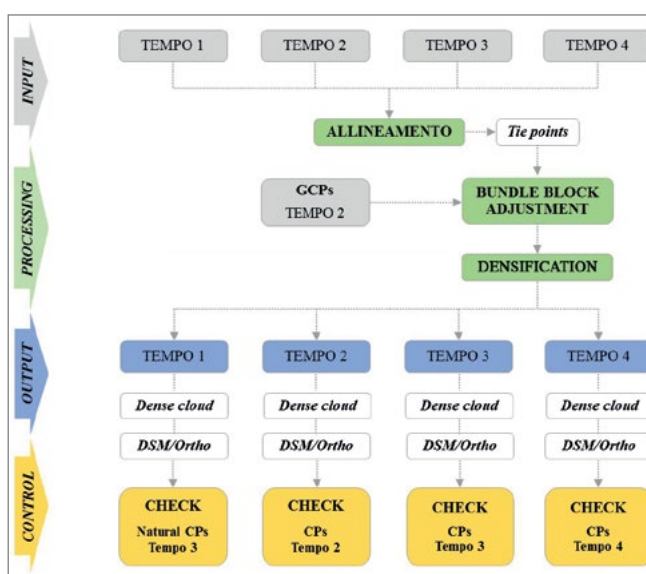 INPUT
TEMPO 1
TEMPO 2
TEMPO 3
TEMPO 4
ALLINEAMENTO
Tie points
PROCESSING
GCPs
TEMPO 2
BUNDLE BLOCK
ADJUSTMENT
DENSIFICATION
OUTPUT
TEMPO 1
TEMPO 2
TEMPO 3
TEMPO 4
Dense cloud
Dense cloud
Dense cloud
Dense cloud
DSM/Ortho
DSM/Ortho
DSM/Ortho
DSM/Ortho
CONTROL
CHECK
Natural CPs
Tempo 3
CHECK
CPs
Tempo 2
CHECK
CPs
Tempo 3
CHECK
CPs
Tempo 4